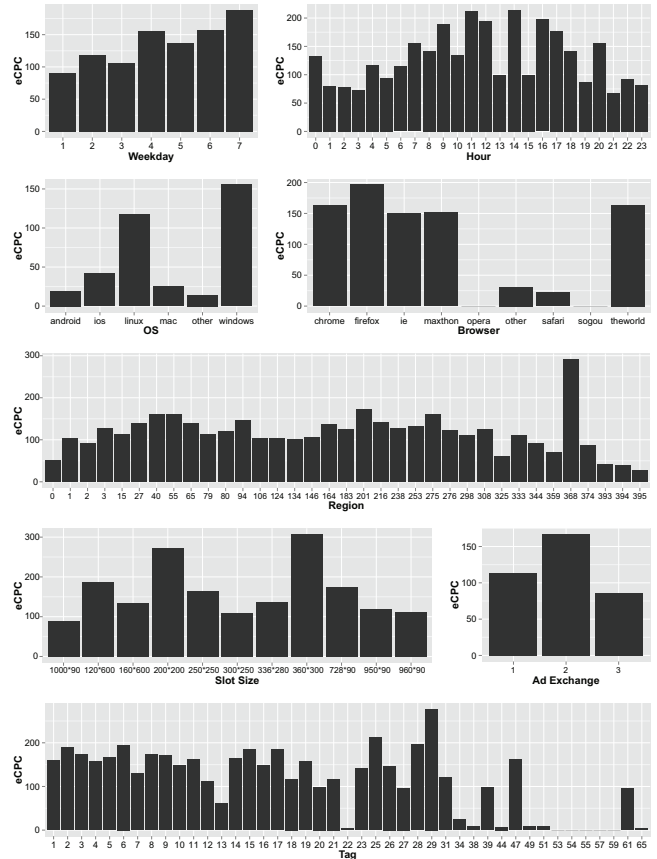 eCPC
150
100
50
0
1 2 3 4 5 6 7
Weekday
eCPC
200
150
100
50
0
0 1 2 3 4 5 6 7 8 9 10 11 12 13 14 15 16 17 18 19 20 21 22 23
Hour
eCPC
150
100
50
0
android ios linux mac other windows
OS
eCPC
200
150
100
50
0
chrome firefox ie maxthon opera other safari sogou theworld
Browser
eCPC
300
200
100
0
0 1 2 3 15 27 40 55 65 79 80 94 106 124 134 146 164 183 201 216 238 253 275 276 298 308 325 333 344 359 368 374 393 394 395
Region
eCPC
300
200
100
0
1000*90 120*600 160*600 200*200 250*250 300*250 336*280 360*300 728*90 950*90 960*90
Slot Size
eCPC
150
100
50
0
1 2 3
Ad Exchange
eCPC
200
100
0
1 2 3 4 5 6 7 8 9 10 11 12 13 14 15 16 17 18 19 20 21 22 23 25 26 27 28 29 31 34 38 39 44 47 49 51 53 54 55 57 59 61 65
Tag